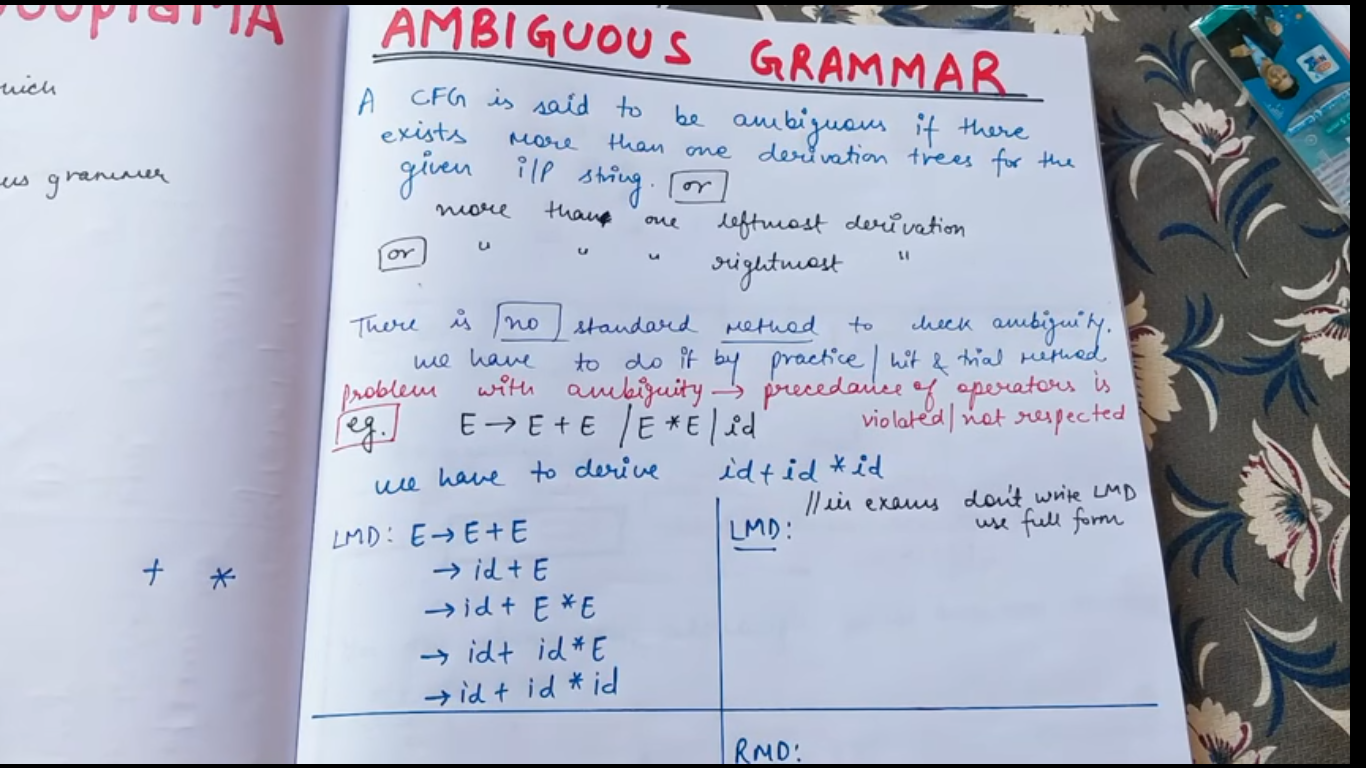 AMBIGUOUS GRAMMAR
A CFG is said to be ambiguous if there
exists more than one derivation trees for the
given i/p string. or
more than one leftmost derivation
or " " " rightmost "
There is no standard method to check ambiguity.
we have to do it by practice/hit & trial method
Problem with ambiguity → precedance of operators is
violated/not respected
eg. E → E + E / E * E / id
we have to derive id + id * id
// in exams don't write LMD
use full form
LMD: E → E + E
→ id + E
→ id + E * E
→ id + id * E
→ id + id * id
LMD:
RMD:
us grammer
+ *